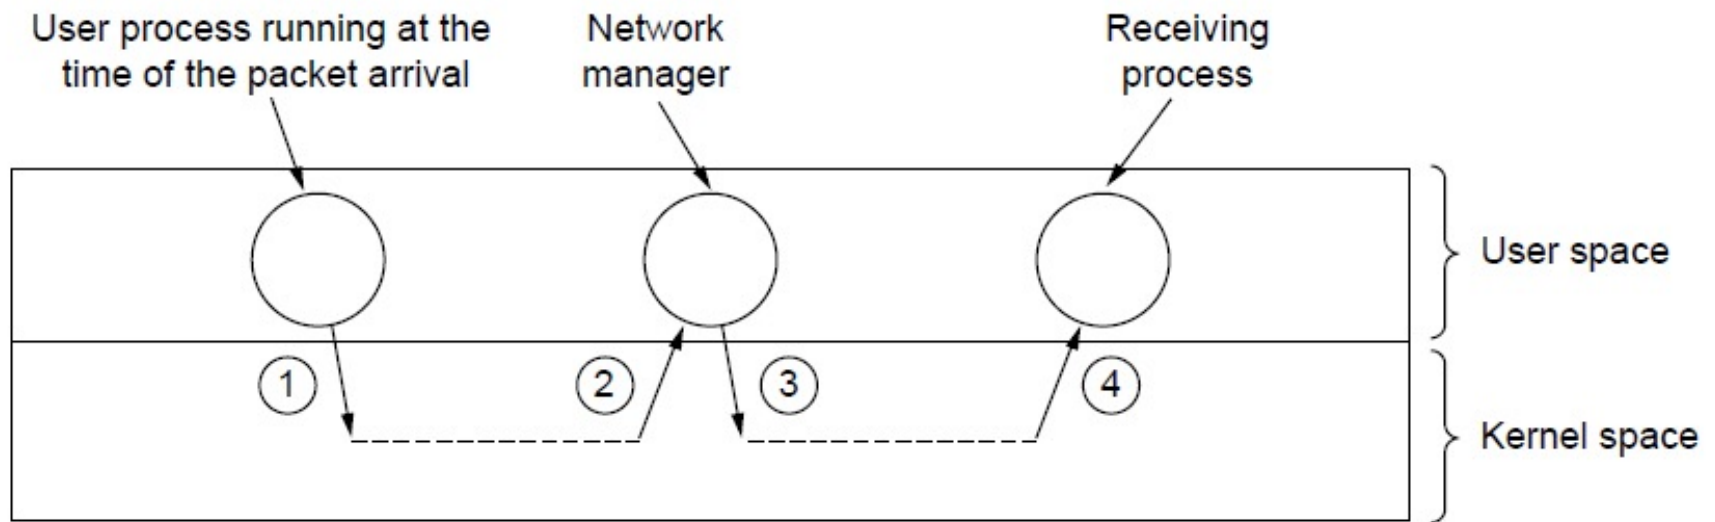 User process running at the
time of the packet arrival
Network
manager
Receiving
process
User space
1
2
3
4
Kernel space